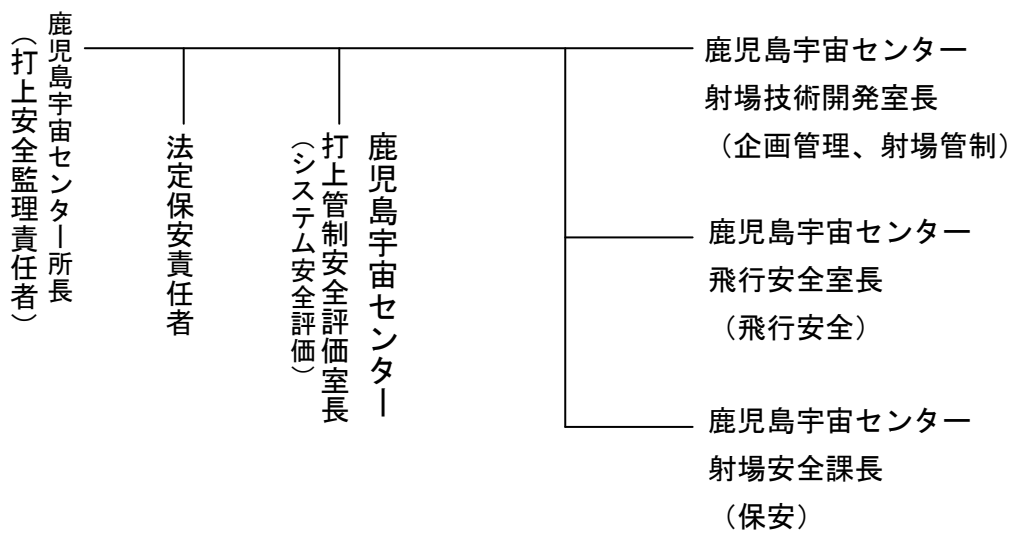 鹿児島宇宙センター所長
（打上安全監理責任者）
法定保安責任者
鹿児島宇宙センター
打上管制安全評価室長
（システム安全評価）
鹿児島宇宙センター
射場技術開発室長
（企画管理、射場管制）
鹿児島宇宙センター
飛行安全室長
（飛行安全）
鹿児島宇宙センター
射場安全課長
（保安）